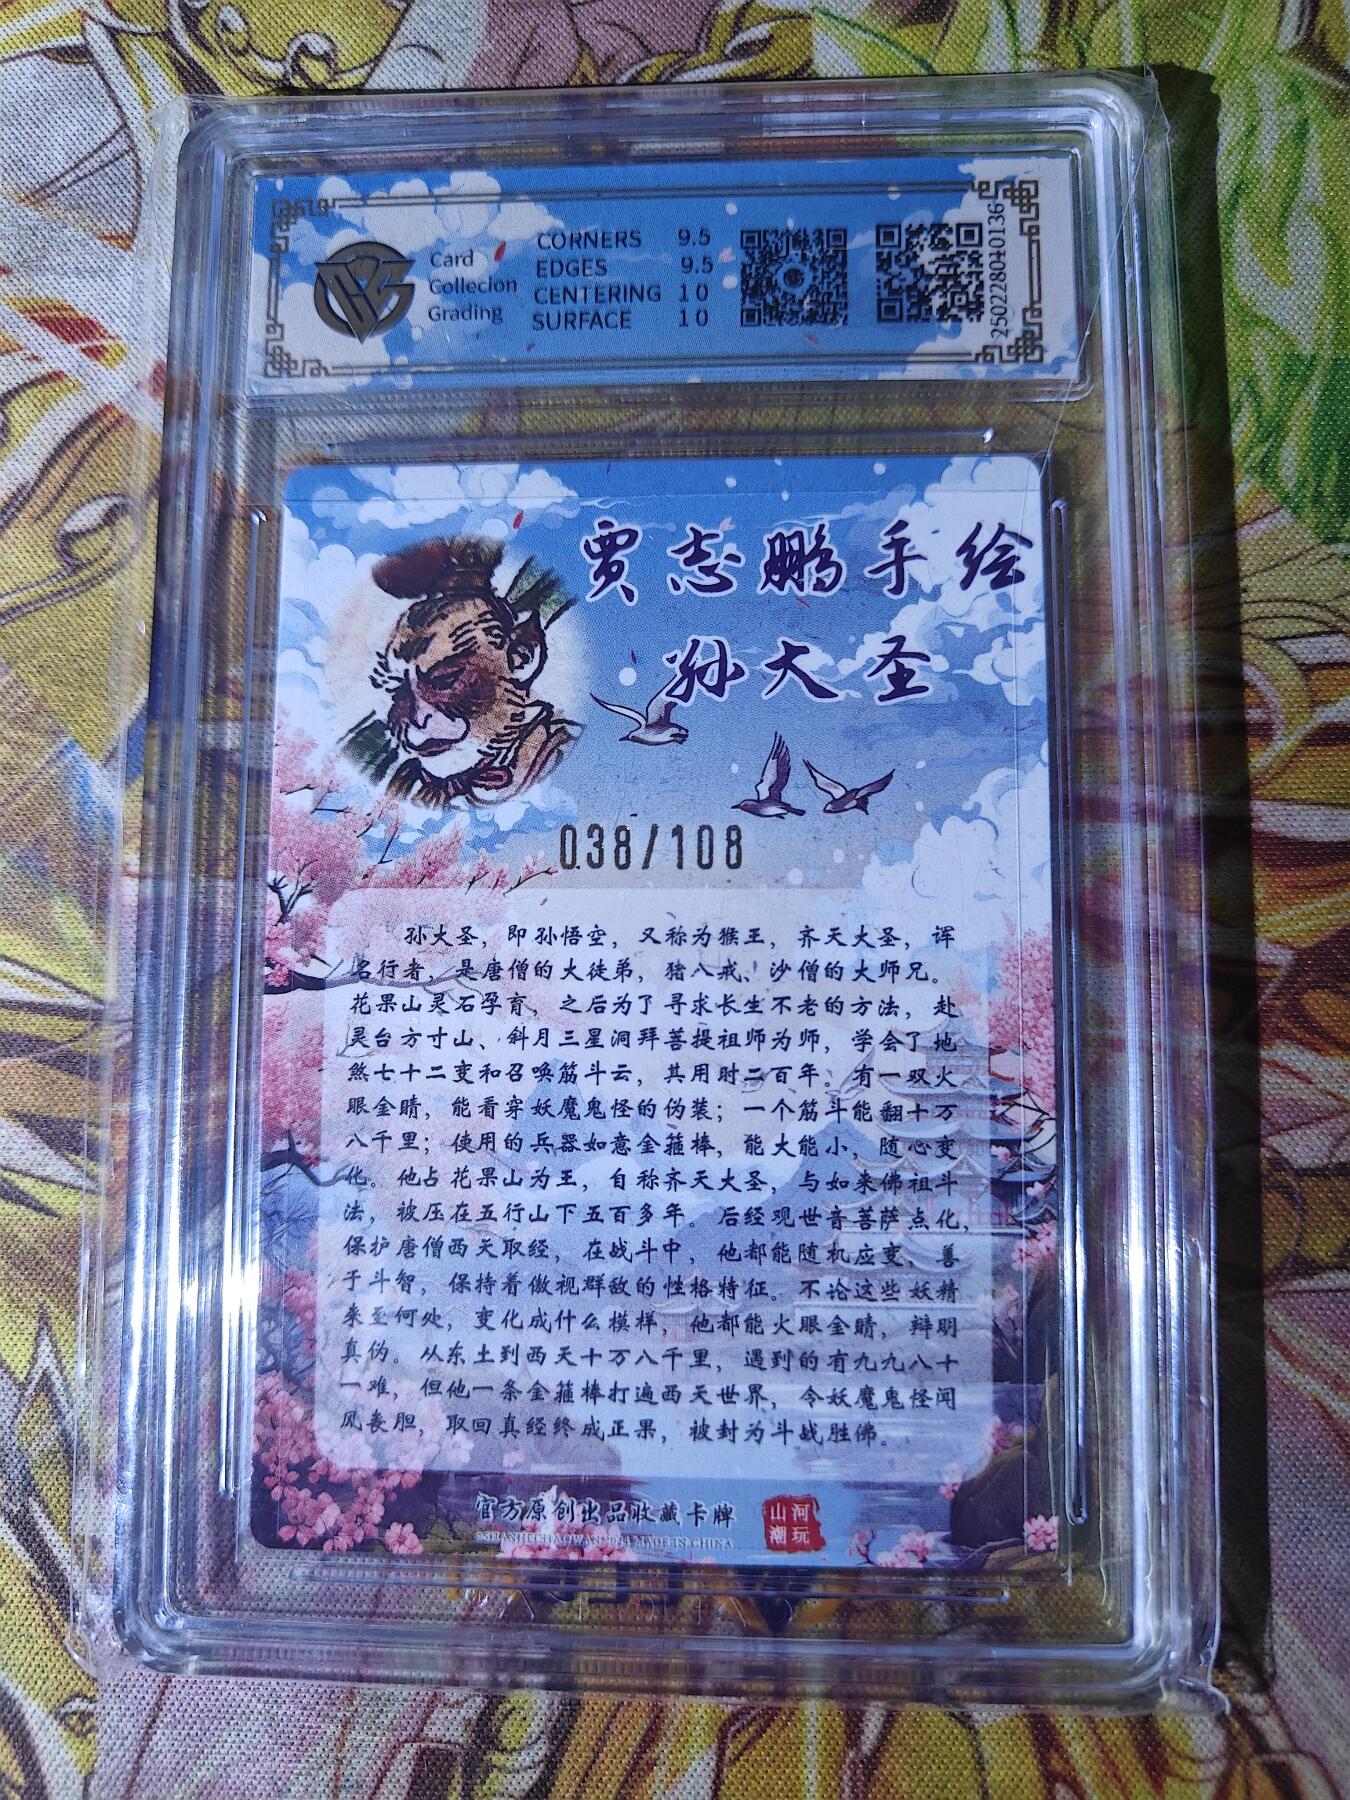 Card
Gollecion
Grading
CORNERS 9.5
EDGES 9.5
CENTERING 10
SURFACE 10
250228040136
贾志鹏手绘
孙大圣
038/108
孙大圣，即孙悟空，又称为猴王，齐天大圣，诨
名行者，是唐僧的大徒弟，猪八戒、沙僧的大师兄。
花果山灵石孕育，之后为了寻求长生不老的方法，赴
灵台方寸山、斜月三星洞拜菩提祖师为师，学会了地
煞七十二变和召唤筋斗云，其用时二百年。有一双火
眼金睛，能看穿妖魔鬼怪的伪装；一个筋斗能翻十万
八千里；使用的兵器如意金箍棒，能大能小，随心变
化。他占花果山为王，自称齐天大圣，与如来佛祖斗
法，被压在五行山下五百多年。后经观世音菩萨点化，
保护唐僧西天取经，在战斗中，他都能随机应变，善
于斗智，保持着傲视群敌的性格特征。不论这些妖精
来至何处，变化成什么模样，他都能火眼金睛，辩明
真伪。从东土到西天十万八千里，遇到的有九九八十
一难，但他一条金箍棒打遍西天世界，令妖魔鬼怪闻
风丧胆，取回真经终成正果，被封为斗战胜佛。
官方原创出品收藏卡牌
©SHANHECHAOWAN 2024 MADE IN CHINA
山河
潮玩